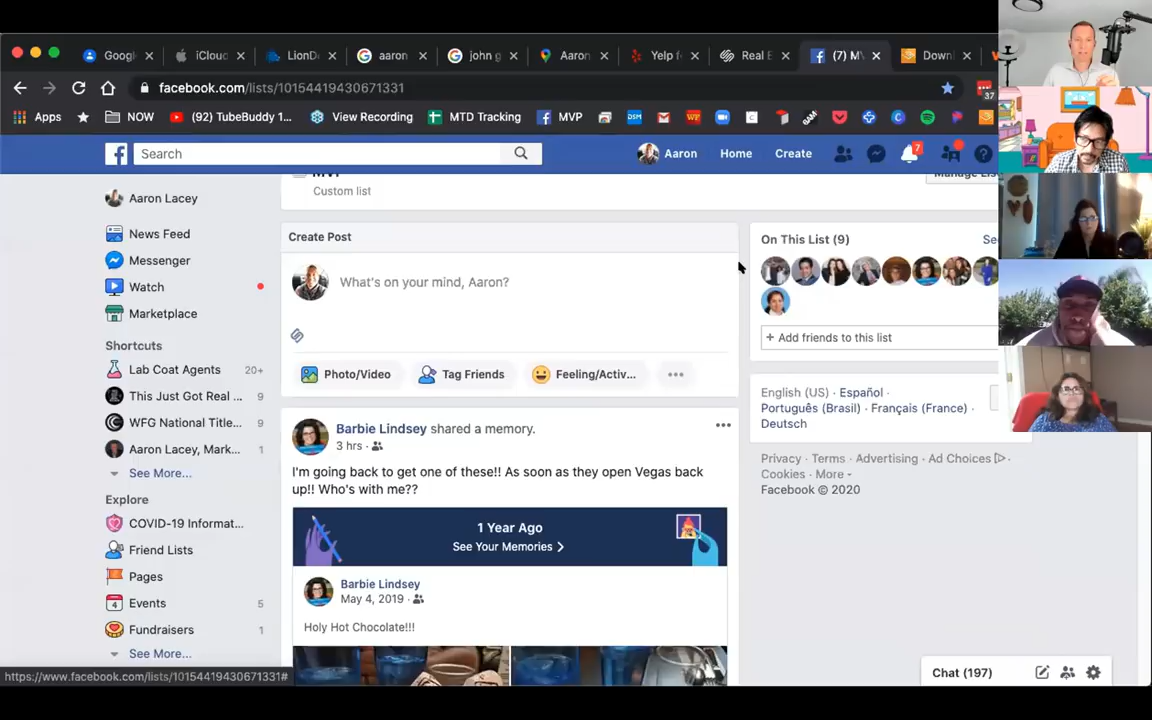 Googl
iCloud
LionDe
aaron
john g
Aaron
Yelp f
Real E
(7) MV
Downl
facebook.com/lists/10154419430671331
37
Apps
NOW
(92) TubeBuddy 1...
View Recording
MTD Tracking
MVP
Search
Aaron
Home
Create
7
Aaron Lacey
News Feed
Messenger
Watch
Marketplace
Shortcuts
Lab Coat Agents 20+
This Just Got Real ... 9
WFG National Title... 9
Aaron Lacey, Mark... 1
See More...
Explore
COVID-19 Informat...
Friend Lists
Pages
Events 5
Fundraisers 1
See More...
https://www.facebook.com/lists/10154419430671331#
MVP
Custom list
Manage List
Create Post
What's on your mind, Aaron?
Photo/Video
Tag Friends
Feeling/Activ...
Barbie Lindsey shared a memory.
3 hrs ·
I'm going back to get one of these!! As soon as they open Vegas back
up!! Who's with me??
1 Year Ago
See Your Memories
Barbie Lindsey
May 4, 2019 ·
Holy Hot Chocolate!!!
On This List (9)
See
+ Add friends to this list
English (US) · Español ·
Português (Brasil) · Français (France) ·
Deutsch
Privacy · Terms · Advertising · Ad Choices ·
Cookies · More
Facebook © 2020
Chat (197)